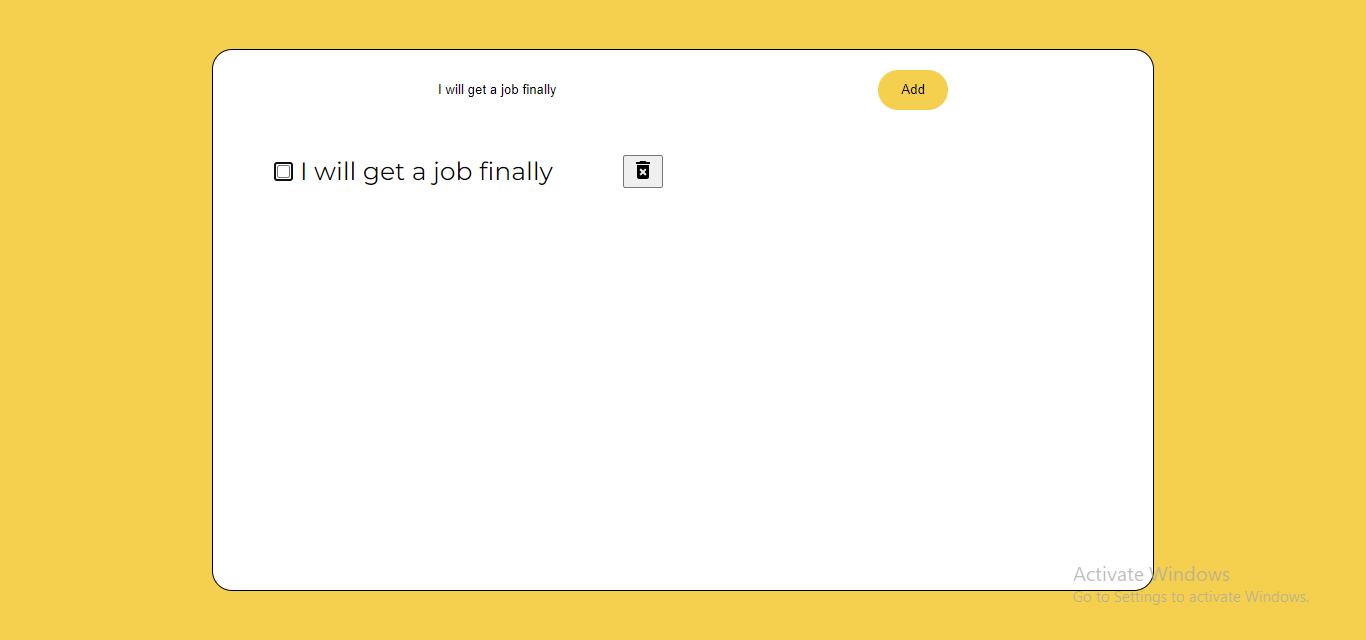 I will get a job finally
Add
I will get a job finally
Activate Windows
Go to Settings to activate Windows.